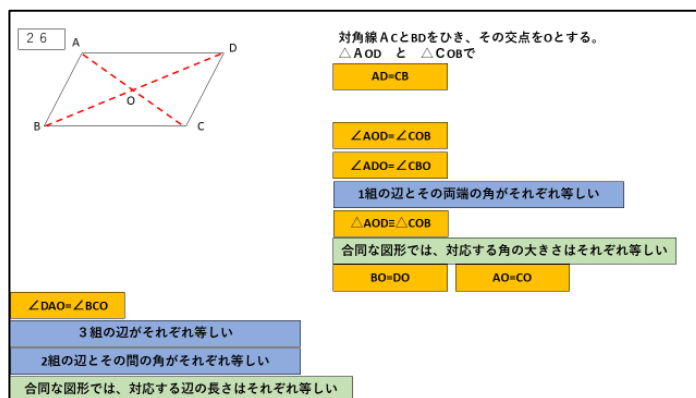 ２６
A
D
O
B
C
対角線ＡCとBDをひき、その交点をOとする。
△ＡOD　と　△ＣOBで
AD=CB
∠AOD=∠COB
∠ADO=∠CBO
1組の辺とその両端の角がそれぞれ等しい
△AOD≡△COB
合同な図形では、対応する角の大きさはそれぞれ等しい
BO=DO　AO=CO
∠DAO=∠BCO
３組の辺がそれぞれ等しい
2組の辺とその間の角がそれぞれ等しい
合同な図形では、対応する辺の長さはそれぞれ等しい